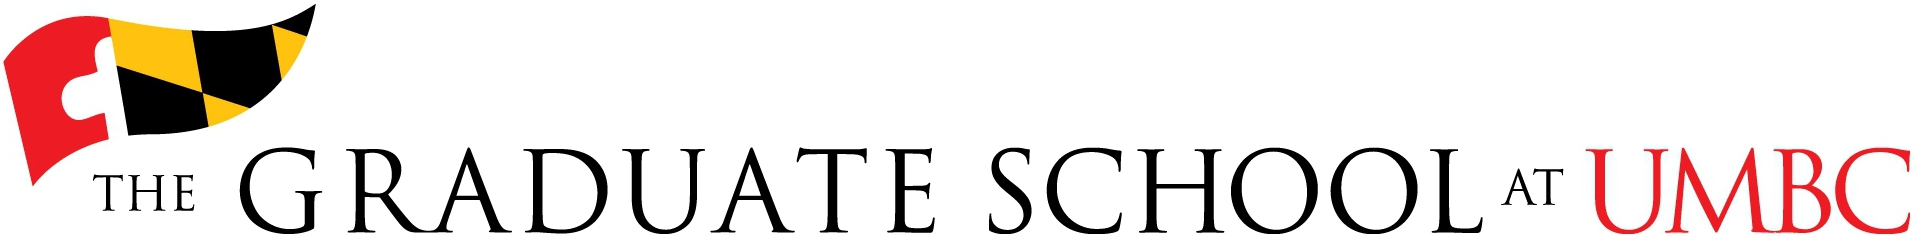 THE GRADUATE SCHOOL AT UMBC